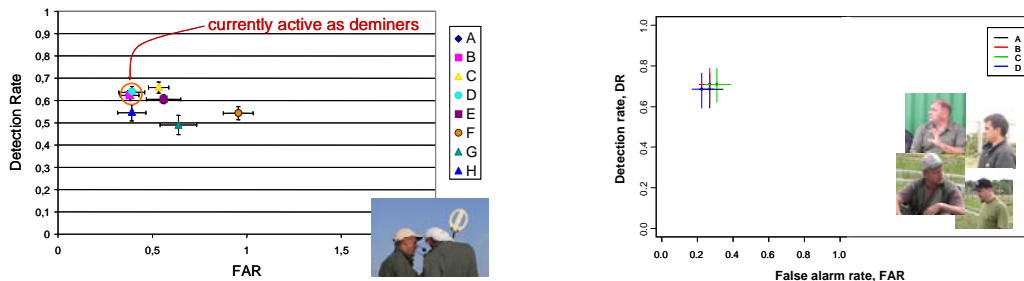 currently active as deminers
Detection Rate
1
0,9
0,8
0,7
0,6
0,5
0,4
0,3
0,2
0,1
0
0 0,5 1 1,5
FAR
A
B
C
D
E
F
G
H
Detection rate, DR
1.0
0.8
0.6
0.4
0.2
0.0
0.0 0.2 0.4 0.6 0.8 1.0
False alarm rate, FAR
A
B
C
D